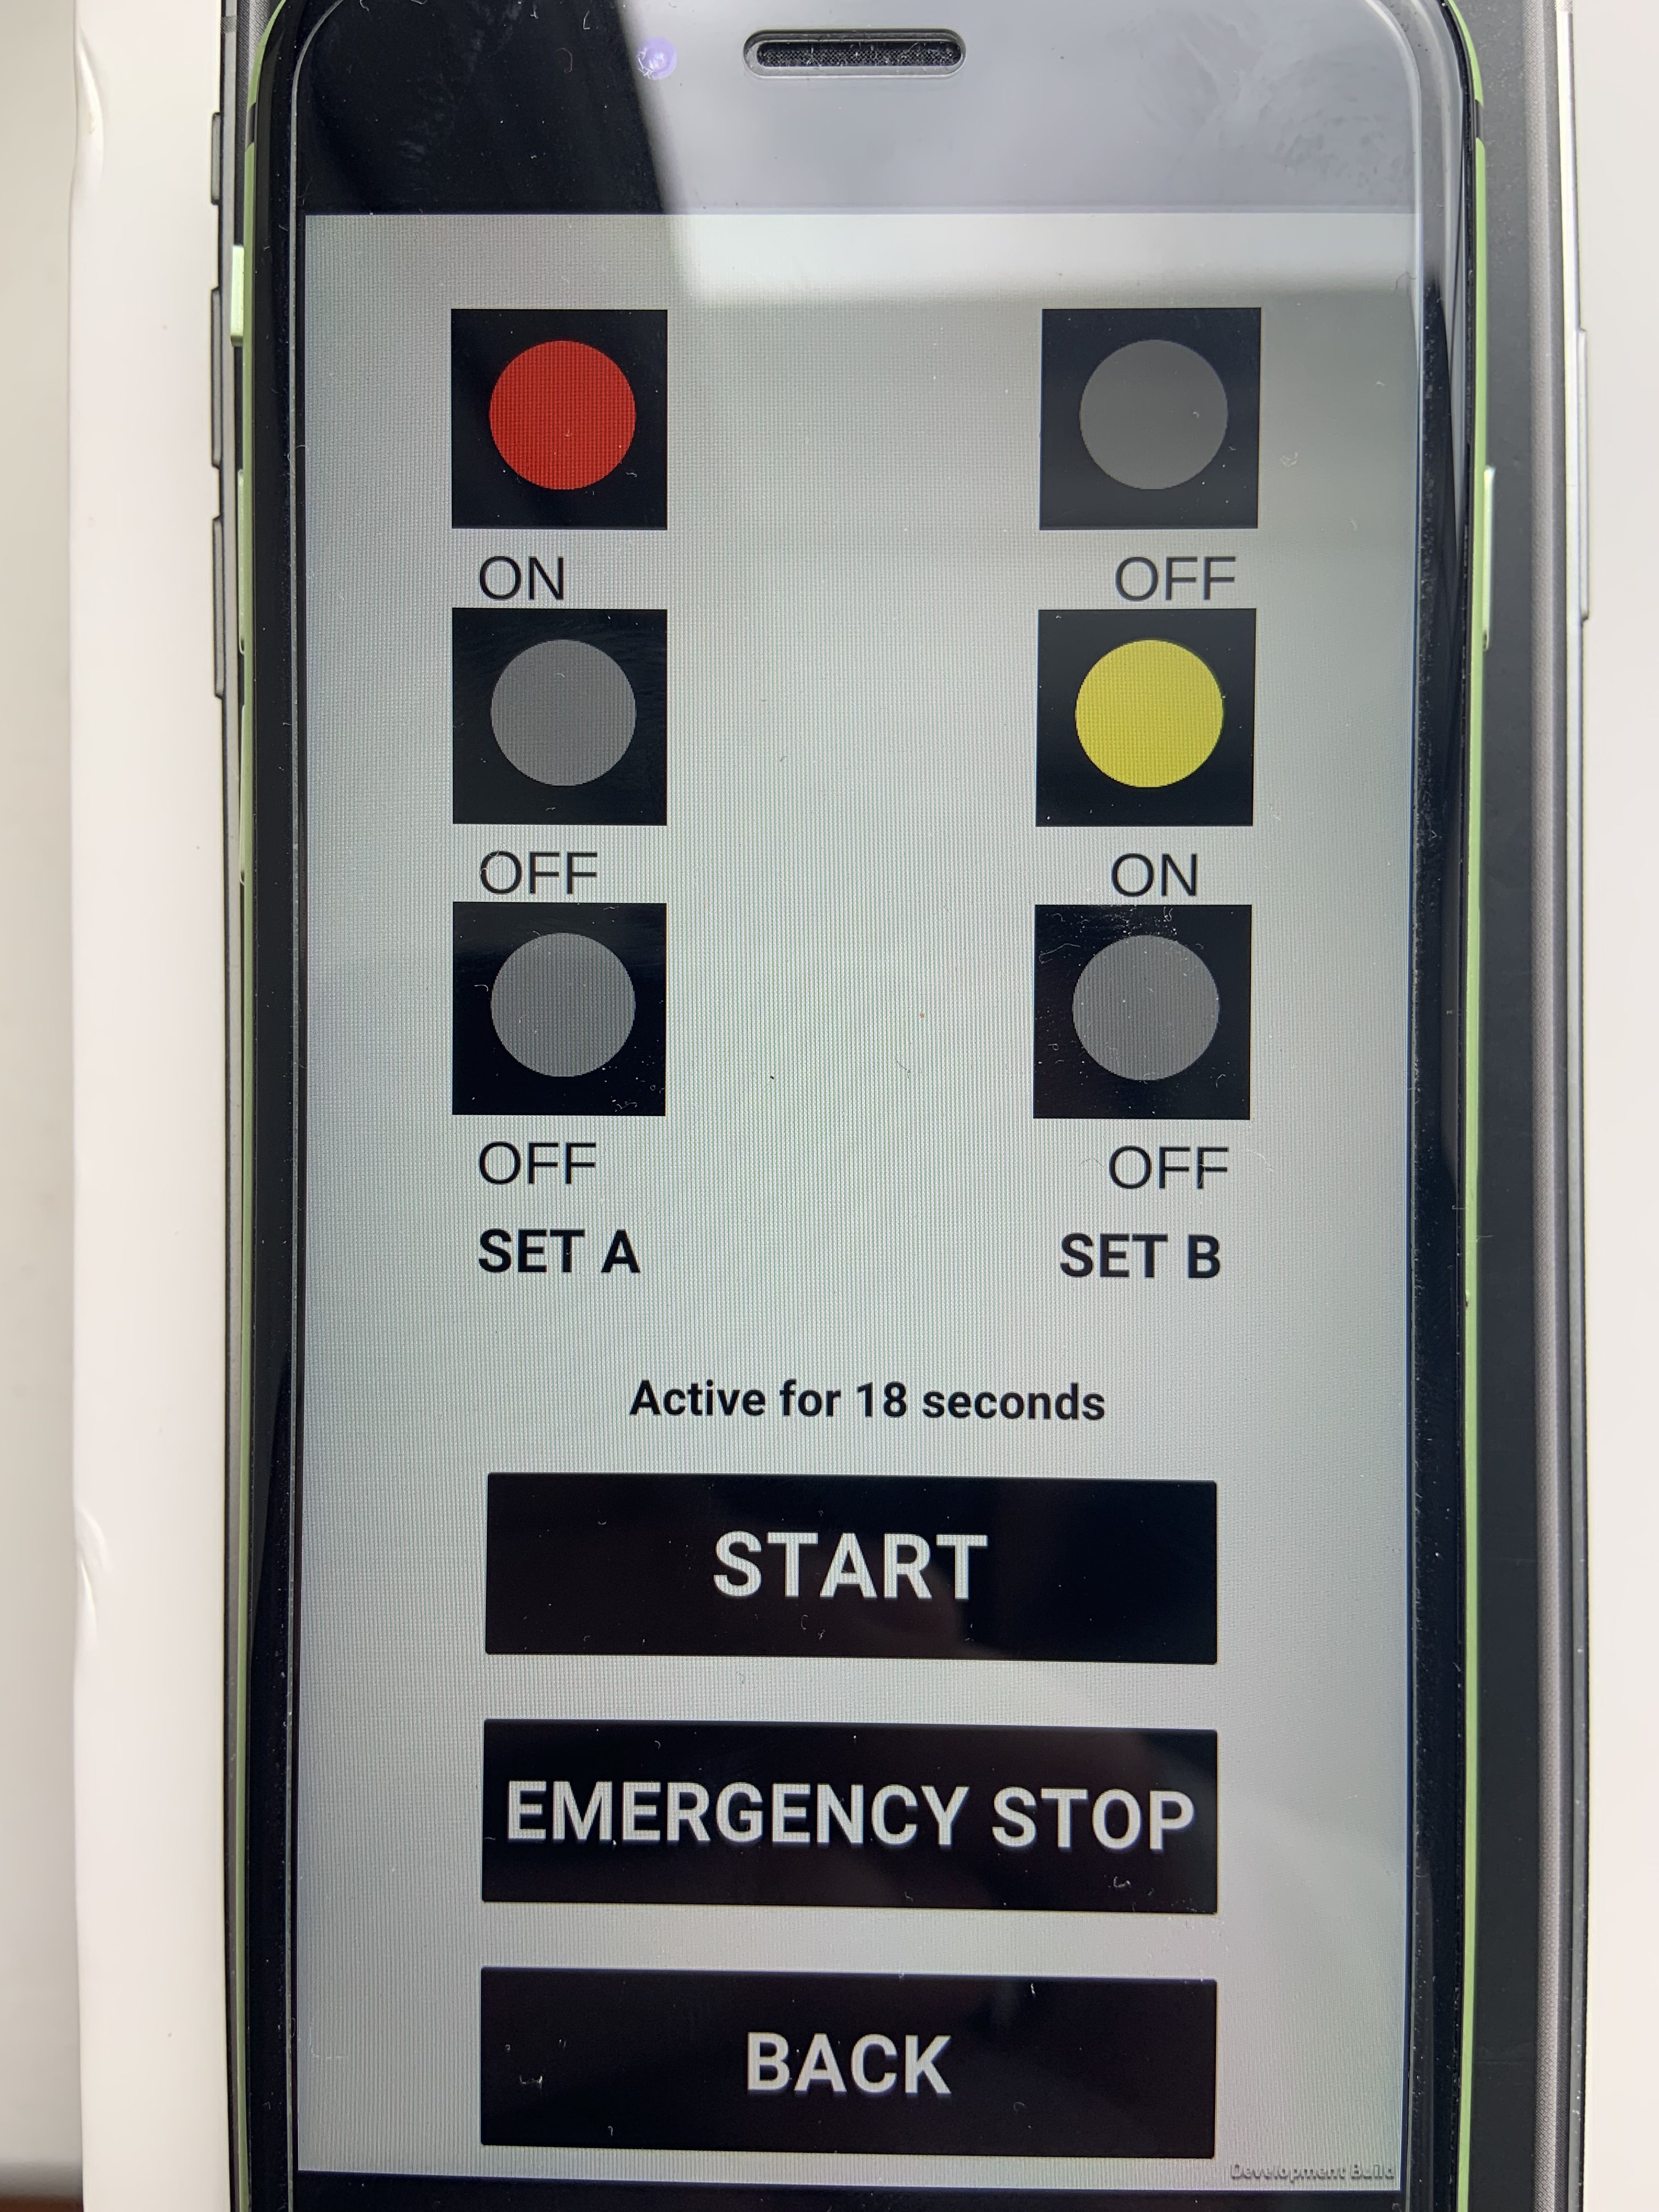 ON OFF
OFF ON
OFF OFF
SET A SET B
Active for 18 seconds
START
EMERGENCY STOP
BACK
Development Build